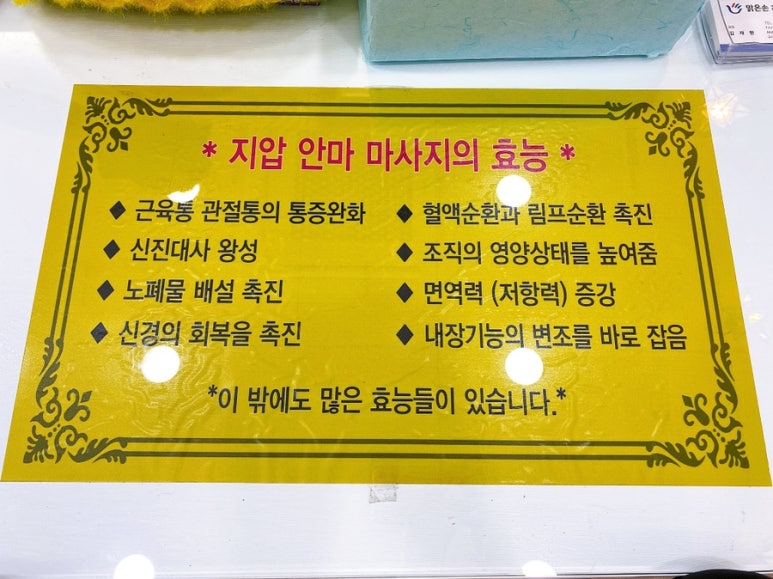 맑은손
* 지압 안마 마사지의 효능 *
◆ 근육통 관절통의 통증완화
◆ 신진대사 왕성
◆ 노폐물 배설 촉진
◆ 신경의 회복을 촉진
◆ 혈액순환과 림프순환 촉진
◆ 조직의 영양상태를 높여줌
◆ 면역력 (저항력) 증강
◆ 내장기능의 변조를 바로 잡음
*이 밖에도 많은 효능들이 있습니다.*